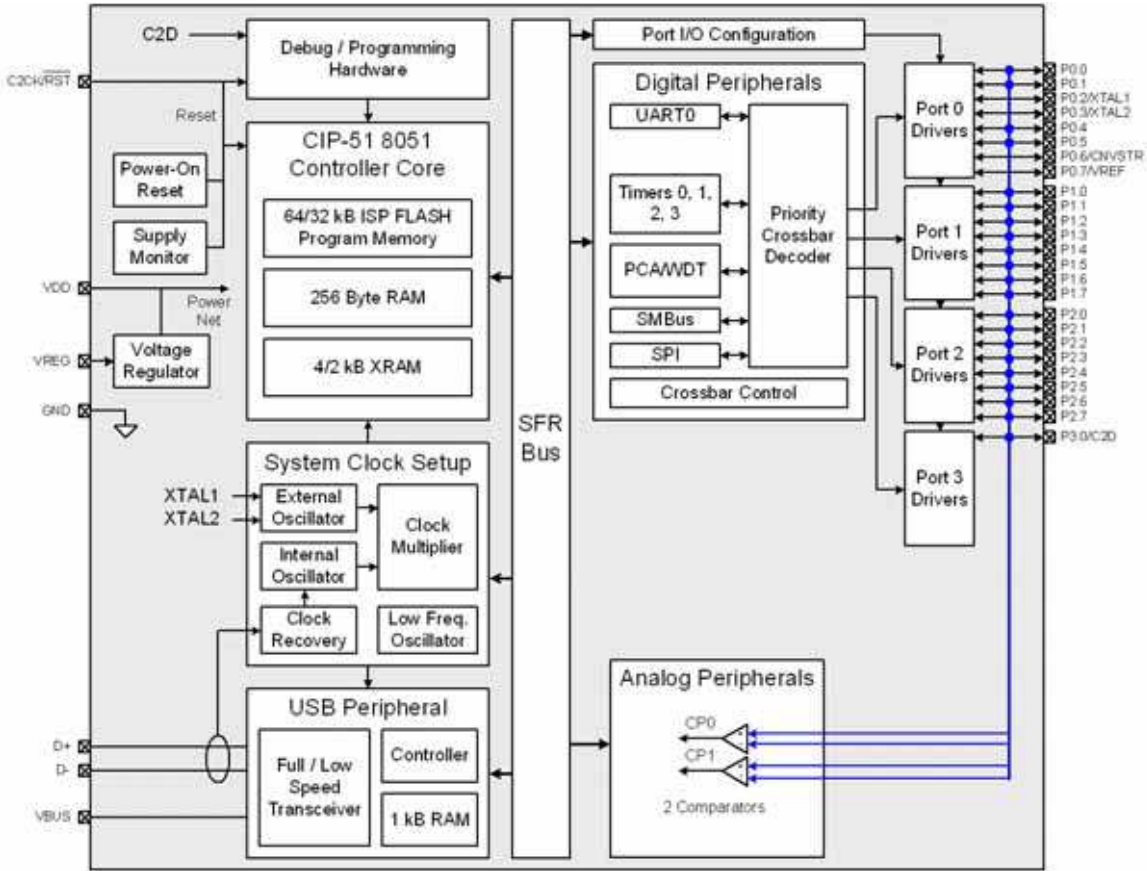 C2D
C2CK/RST
Debug / Programming
Hardware
Reset
Power-On
Reset
Supply
Monitor
VDD
Power
Net
VREG
Voltage
Regulator
GND
CIP-51 8051
Controller Core
64/32 kB ISP FLASH
Program Memory
256 Byte RAM
4/2 kB XRAM
System Clock Setup
XTAL1
XTAL2
External
Oscillator
Internal
Oscillator
Clock
Recovery
Clock
Multiplier
Low Freq.
Oscillator
USB Peripheral
D+
D-
VBUS
Full / Low
Speed
Transceiver
Controller
1 kB RAM
SFR
Bus
Port I/O Configuration
Digital Peripherals
UART0
Timers 0, 1,
2, 3
PCA/WDT
SMBus
SPI
Priority
Crossbar
Decoder
Crossbar Control
Port 0
Drivers
Port 1
Drivers
Port 2
Drivers
Port 3
Drivers
P0.0
P0.1
P0.2/XTAL1
P0.3/XTAL2
P0.4
P0.5
P0.6/CNVSTR
P0.7/VREF
P1.0
P1.1
P1.2
P1.3
P1.4
P1.5
P1.6
P1.7
P2.0
P2.1
P2.2
P2.3
P2.4
P2.5
P2.6
P2.7
P3.0/C2D
Analog Peripherals
CP0
+
-
CP1
+
-
2 Comparators